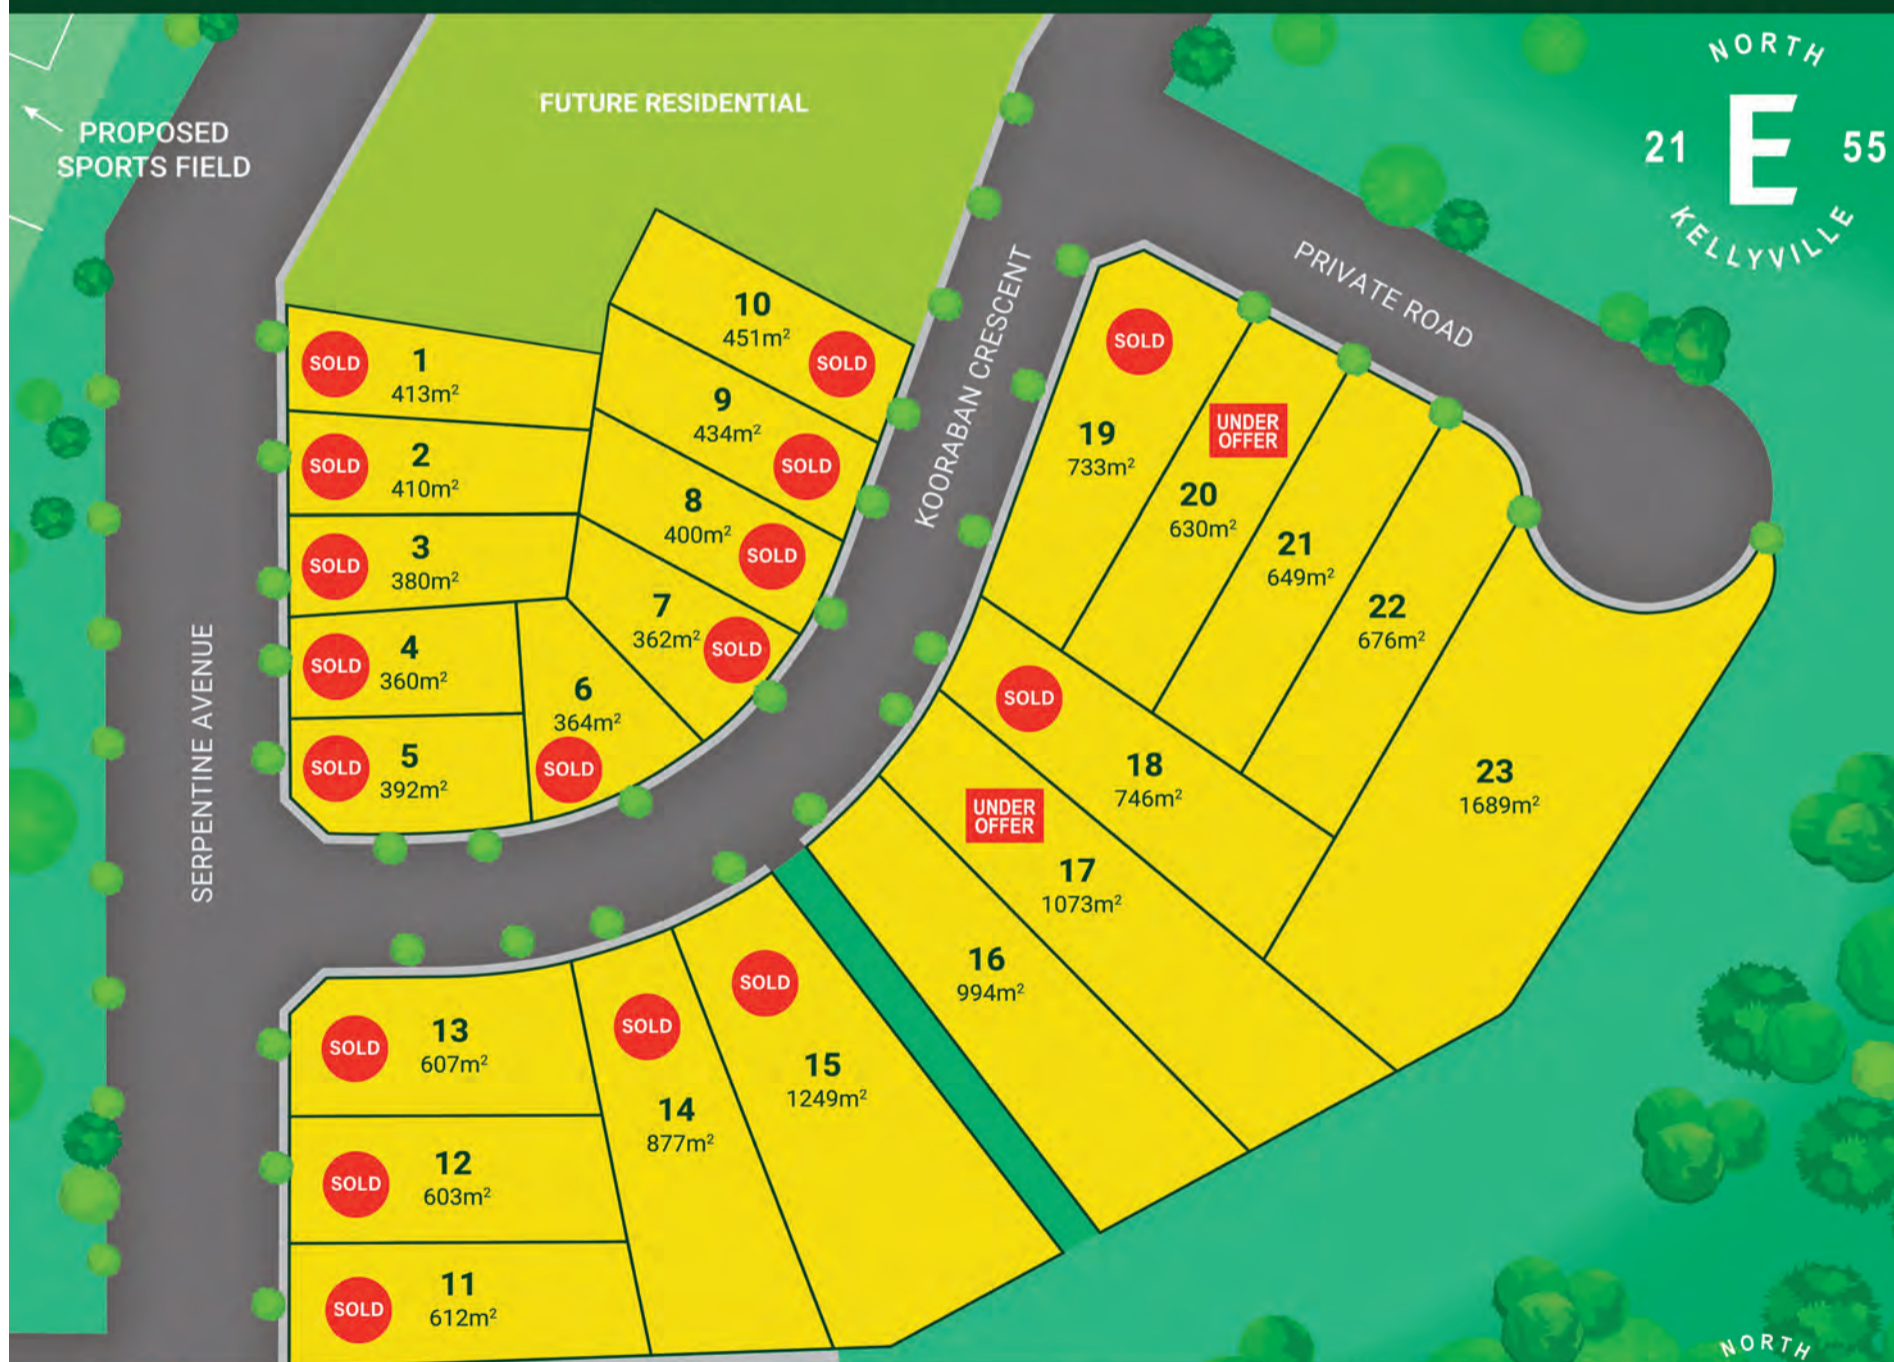 NORTH
21 E 55
KELLYVILLE
FUTURE RESIDENTIAL
PROPOSED
SPORTS FIELD
PRIVATE ROAD
KOORABAN CRESCENT
SERPENTINE AVENUE
SOLD
1
413m²
SOLD
2
410m²
SOLD
3
380m²
SOLD
4
360m²
SOLD
5
392m²
6
364m²
SOLD
7
362m²
SOLD
8
400m²
SOLD
9
434m²
SOLD
10
451m²
SOLD
SOLD
19
733m²
UNDER
OFFER
20
630m²
21
649m²
22
676m²
23
1689m²
SOLD
18
746m²
UNDER
OFFER
17
1073m²
16
994m²
SOLD
15
1249m²
SOLD
14
877m²
SOLD
13
607m²
SOLD
12
603m²
SOLD
11
612m²
NORTH